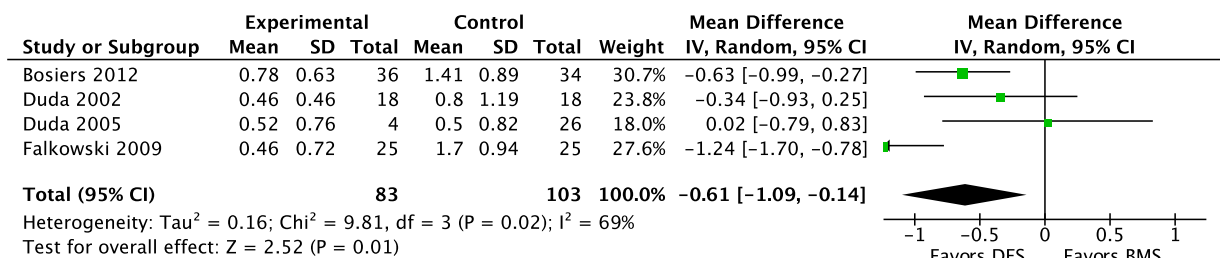 Experimental Control Mean Difference Mean Difference
Study or Subgroup Mean SD Total Mean SD Total Weight IV, Random, 95% CI IV, Random, 95% CI
Bosiers 2012 0.78 0.63 36 1.41 0.89 34 30.7% −0.63 [−0.99, −0.27]
Duda 2002 0.46 0.46 18 0.8 1.19 18 23.8% −0.34 [−0.93, 0.25]
Duda 2005 0.52 0.76 4 0.5 0.82 26 18.0% 0.02 [−0.79, 0.83]
Falkowski 2009 0.46 0.72 25 1.7 0.94 25 27.6% −1.24 [−1.70, −0.78]
Total (95% CI) 83 103 100.0% −0.61 [−1.09, −0.14]
Heterogeneity: Tau² = 0.16; Chi² = 9.81, df = 3 (P = 0.02); I² = 69%
Test for overall effect: Z = 2.52 (P = 0.01)
−1 −0.5 0 0.5 1
Favors DES Favors BMS